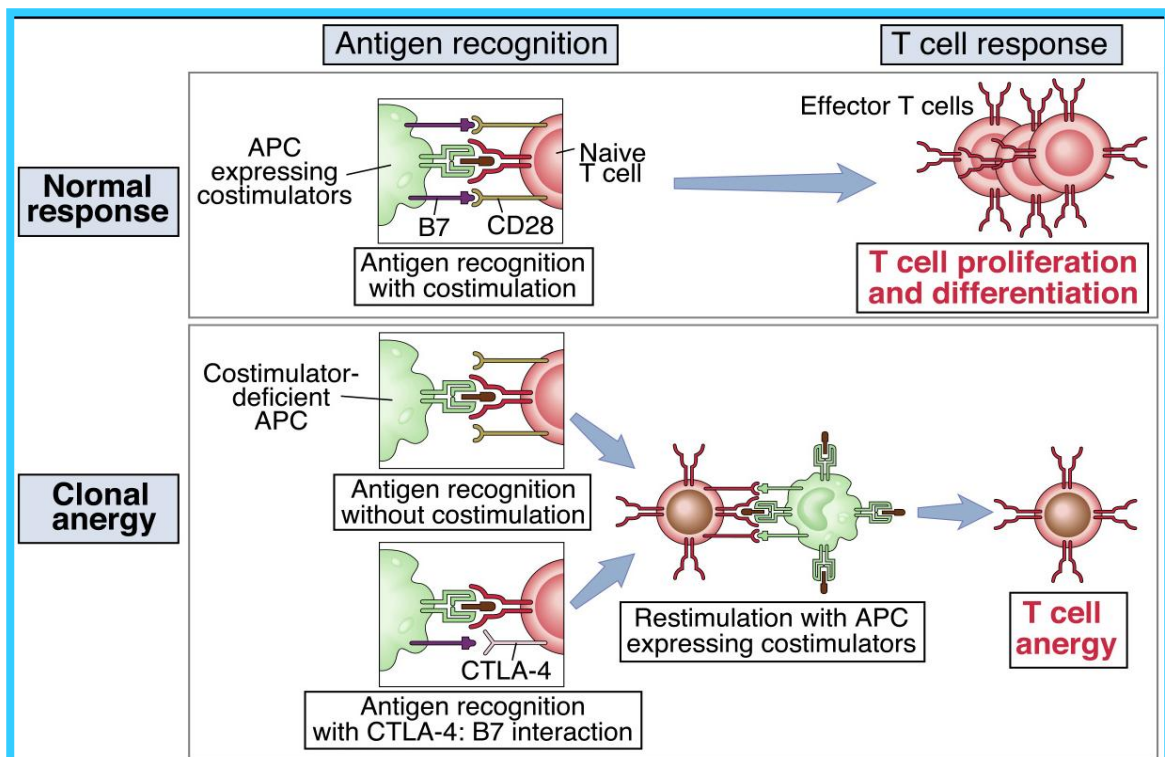 Antigen recognition
T cell response
Normal
response
APC
expressing
costimulators
B7
CD28
Naive
T cell
Antigen recognition
with costimulation
Effector T cells
T cell proliferation
and differentiation
Clonal
anergy
Costimulator-
deficient
APC
Antigen recognition
without costimulation
CTLA-4
Antigen recognition
with CTLA-4: B7 interaction
Restimulation with APC
expressing costimulators
T cell
anergy